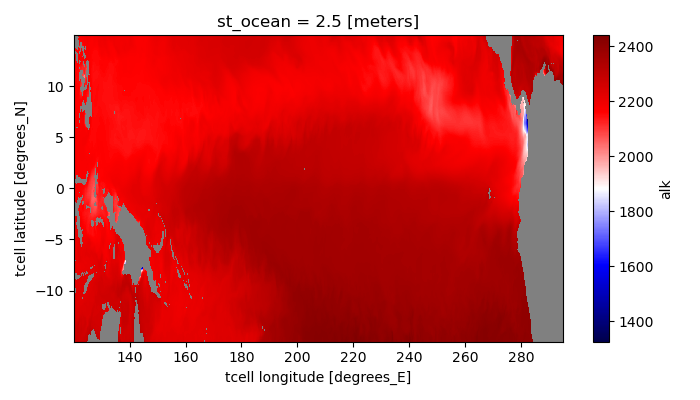 st_ocean = 2.5 [meters]
10
5
0
−5
−10
tcell latitude [degrees_N]
140 160 180 200 220 240 260 280
tcell longitude [degrees_E]
2400
2200
2000
1800
1600
1400
alk